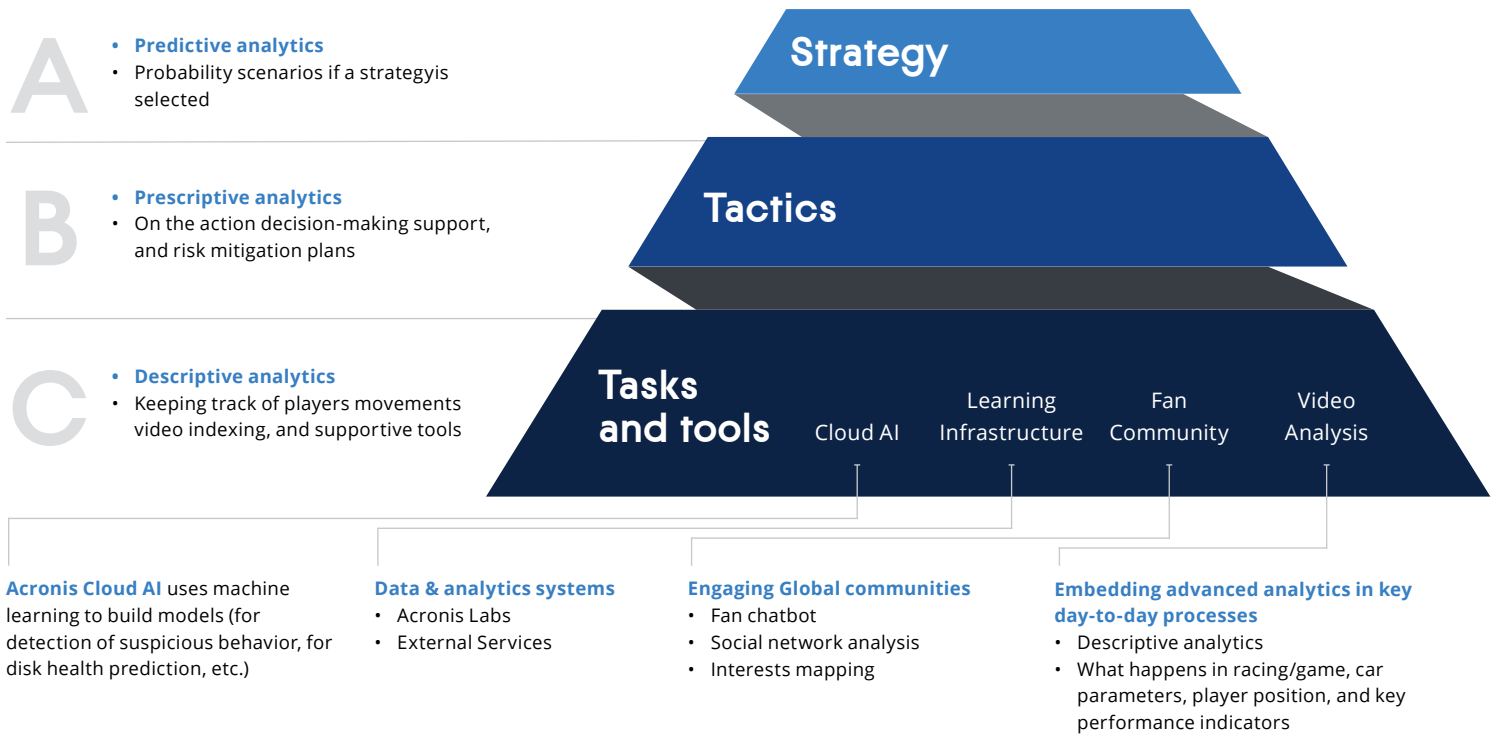 A
• Predictive analytics
• Probability scenarios if a strategyis
selected
Strategy
B
• Prescriptive analytics
• On the action decision-making support,
and risk mitigation plans
Tactics
C
• Descriptive analytics
• Keeping track of players movements
video indexing, and supportive tools
Tasks
and tools
Cloud AI
Learning
Infrastructure
Fan
Community
Video
Analysis
Acronis Cloud AI uses machine
learning to build models (for
detection of suspicious behavior, for
disk health prediction, etc.)
Data & analytics systems
• Acronis Labs
• External Services
Engaging Global communities
• Fan chatbot
• Social network analysis
• Interests mapping
Embedding advanced analytics in key
day-to-day processes
• Descriptive analytics
• What happens in racing/game, car
parameters, player position, and key
performance indicators